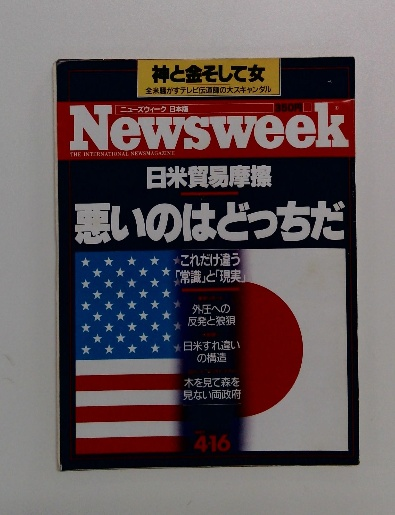 神と金そして女
全米騒がすテレビ伝道師の大スキャンダル
ニューズウィーク 日本版
Newsweek
THE INTERNATIONAL NEWSMAGAZINE
日米貿易摩擦
悪いのはどっちだ
これだけ違う
「常識」と「現実」
外圧への
反発と狼狽
日米すれ違い
の構造
木を見て森を
見ない両政府
4・16